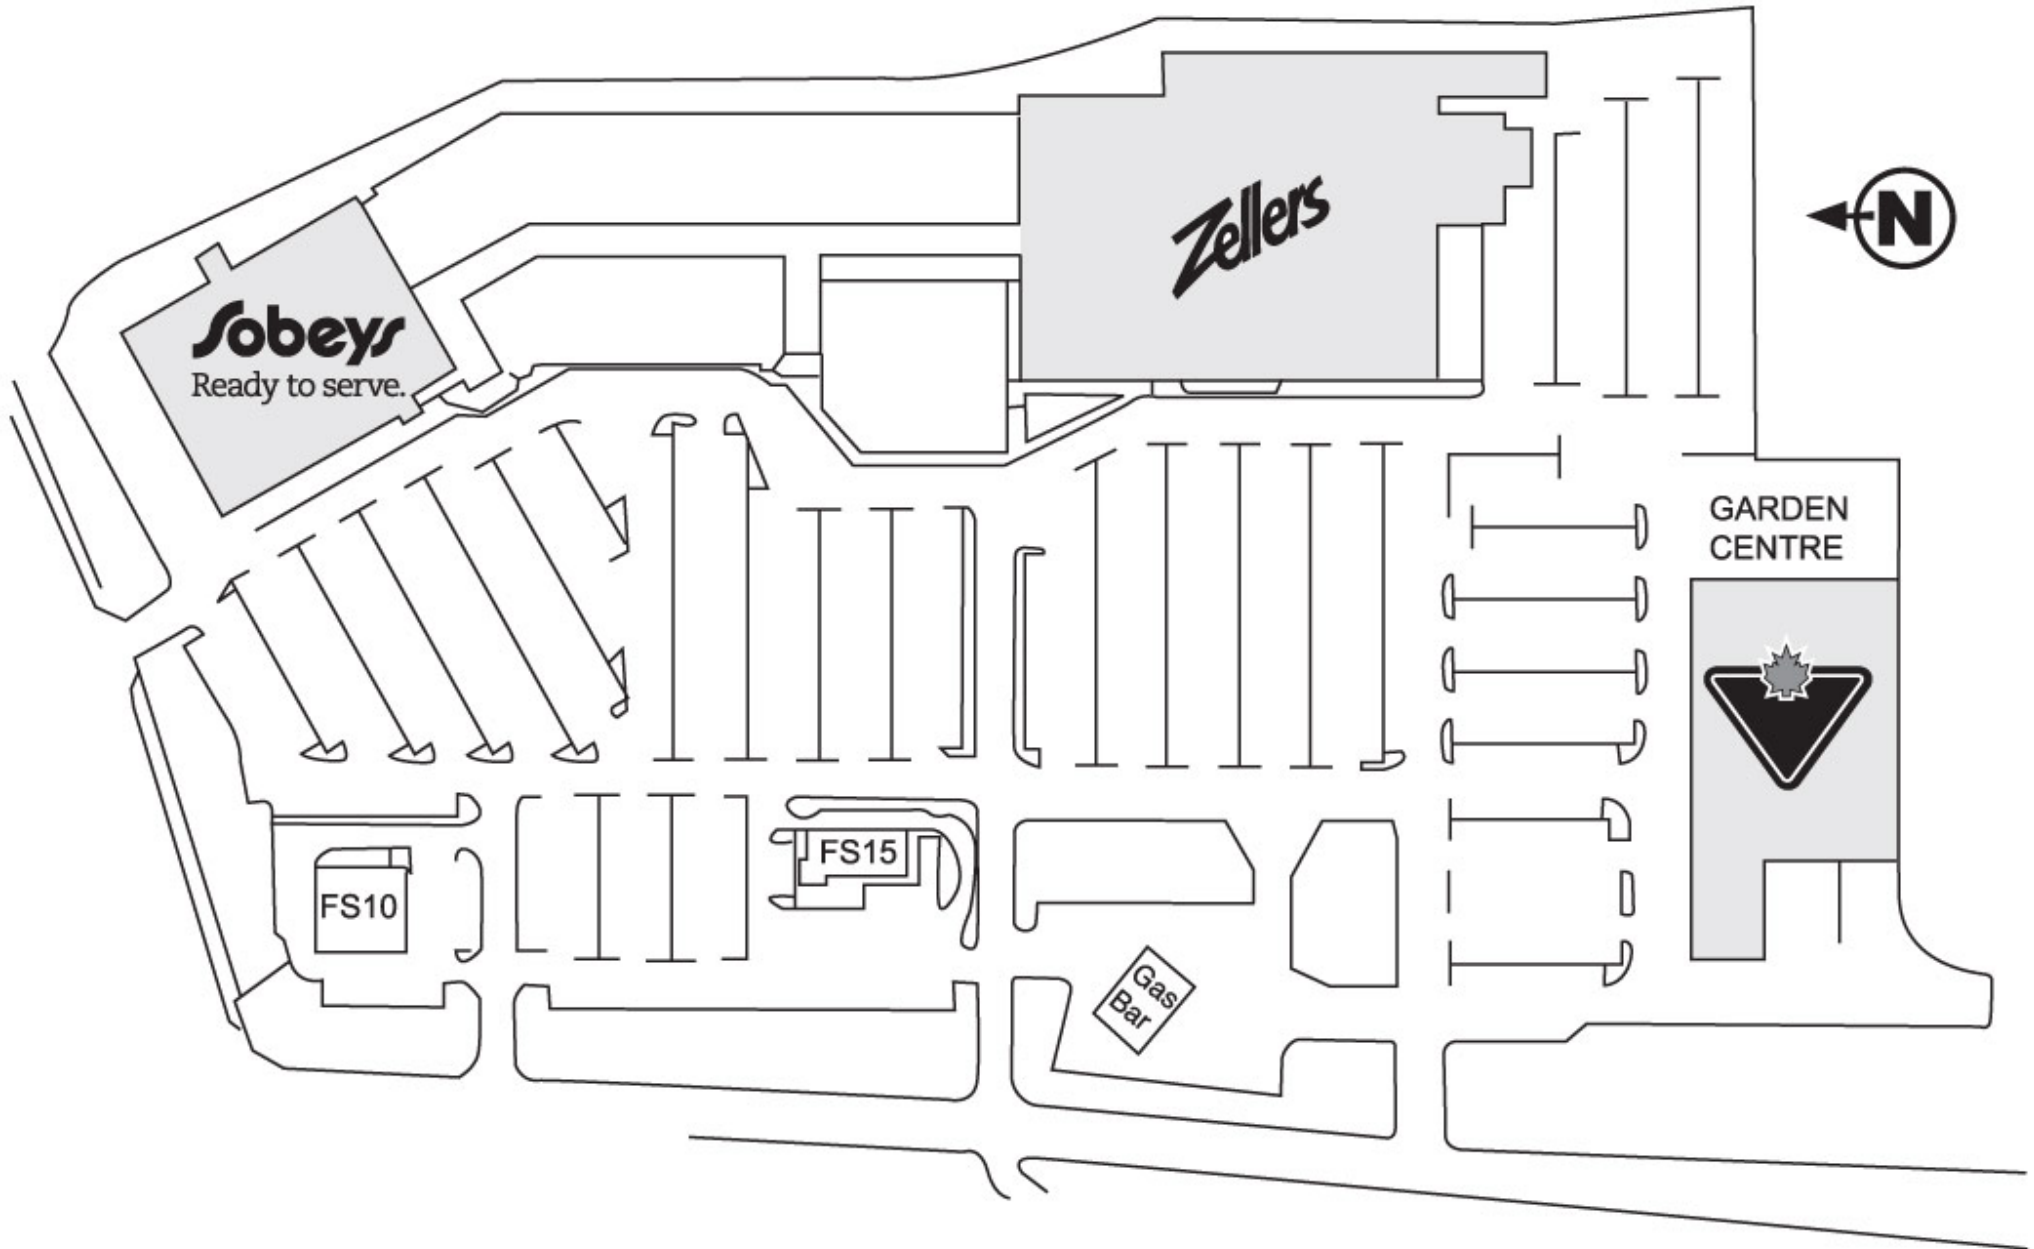 Zellers
N
Sobeys
Ready to serve.
GARDEN
CENTRE
FS15
FS10
Gas
Bar